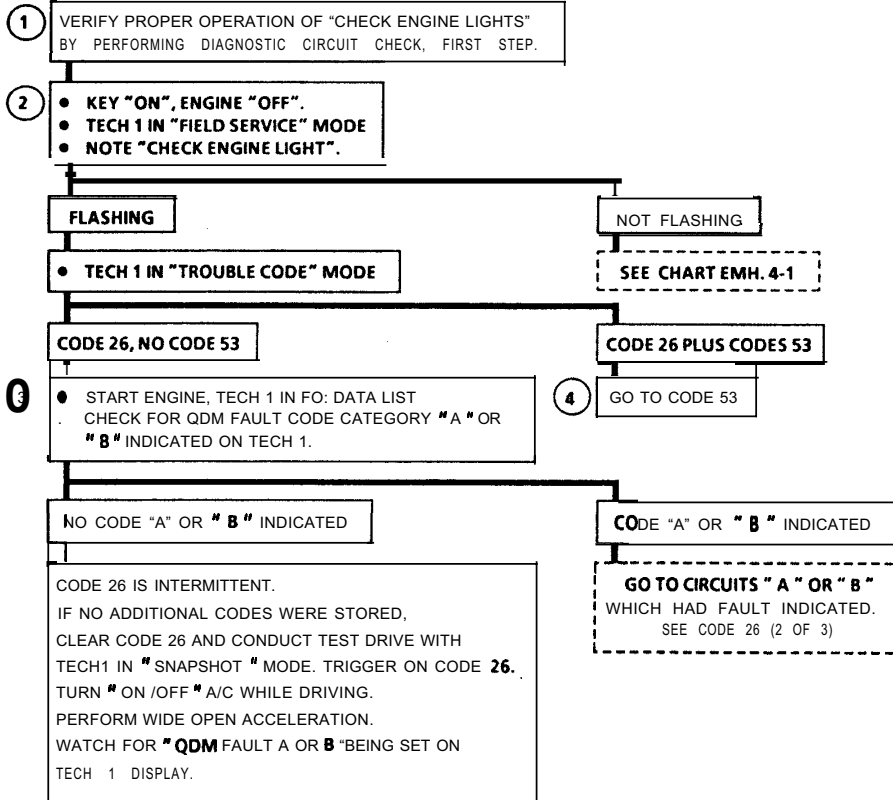 1
VERIFY PROPER OPERATION OF “CHECK ENGINE LIGHTS”
BY PERFORMING DIAGNOSTIC CIRCUIT CHECK, FIRST STEP.
2
● KEY "ON", ENGINE "OFF".
● TECH 1 IN "FIELD SERVICE" MODE
● NOTE "CHECK ENGINE LIGHT".
FLASHING
NOT FLASHING
● TECH 1 IN "TROUBLE CODE" MODE
SEE CHART EMH. 4-1
CODE 26, NO CODE 53
CODE 26 PLUS CODES 53
3
● START ENGINE, TECH 1 IN FO: DATA LIST
. CHECK FOR QDM FAULT CODE CATEGORY "A" OR
"B" INDICATED ON TECH 1.
4
GO TO CODE 53
NO CODE “A” OR "B" INDICATED
CODE “A” OR "B" INDICATED
CODE 26 IS INTERMITTENT.
IF NO ADDITIONAL CODES WERE STORED,
CLEAR CODE 26 AND CONDUCT TEST DRIVE WITH
TECH1 IN "SNAPSHOT" MODE. TRIGGER ON CODE 26.
TURN "ON /OFF" A/C WHILE DRIVING.
PERFORM WIDE OPEN ACCELERATION.
WATCH FOR "QDM FAULT A OR B “BEING SET ON
TECH 1 DISPLAY.
GO TO CIRCUITS "A" OR "B"
WHICH HAD FAULT INDICATED.
SEE CODE 26 (2 OF 3)